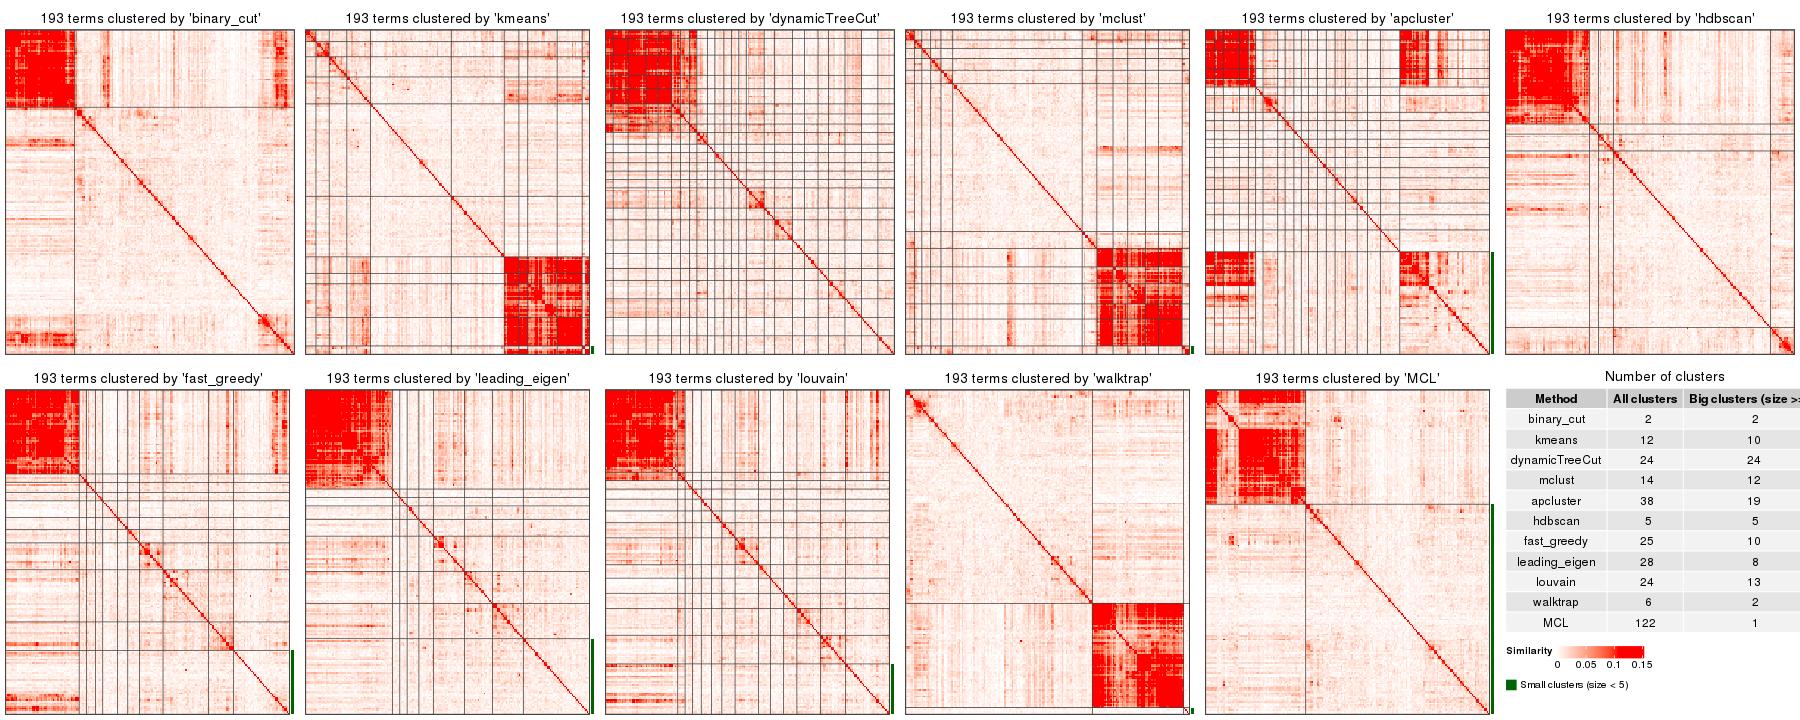 193 terms clustered by 'binary_cut'
193 terms clustered by 'kmeans'
193 terms clustered by 'dynamicTreeCut'
193 terms clustered by 'mclust'
193 terms clustered by 'apcluster'
193 terms clustered by 'hdbscan'
193 terms clustered by 'fast_greedy'
193 terms clustered by 'leading_eigen'
193 terms clustered by 'louvain'
193 terms clustered by 'walktrap'
193 terms clustered by 'MCL'
Number of clusters
Method All clusters Big clusters (size >=
binary_cut 2 2
kmeans 12 10
dynamicTreeCut 24 24
mclust 14 12
apcluster 38 19
hdbscan 5 5
fast_greedy 25 10
leading_eigen 28 8
louvain 24 13
walktrap 6 2
MCL 122 1
Similarity
0 0.05 0.1 0.15
Small clusters (size < 5)